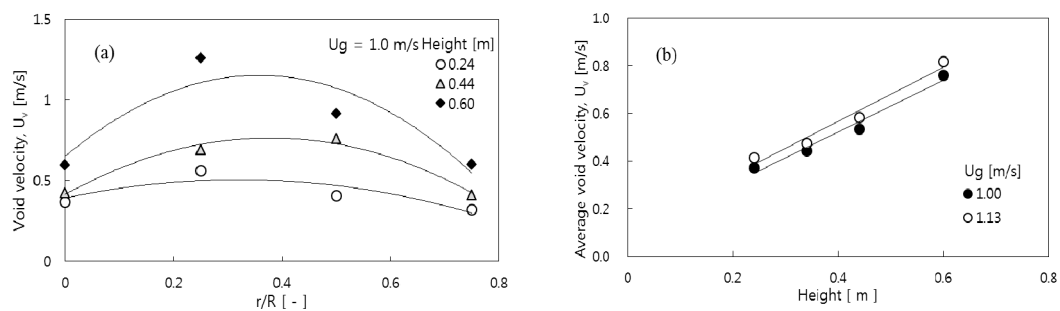 (a)
Ug = 1.0 m/s Height [m]
0.24
0.44
0.60
Void velocity, Uv [m/s]
1.5
1
0.5
0
0 0.2 0.4 0.6 0.8
r/R [ - ]
(b)
Average void velocity, Uv [m/s]
1.0
0.8
0.6
0.4
0.2
0.0
Ug [m/s]
1.00
1.13
0 0.2 0.4 0.6 0.8
Height [ m ]